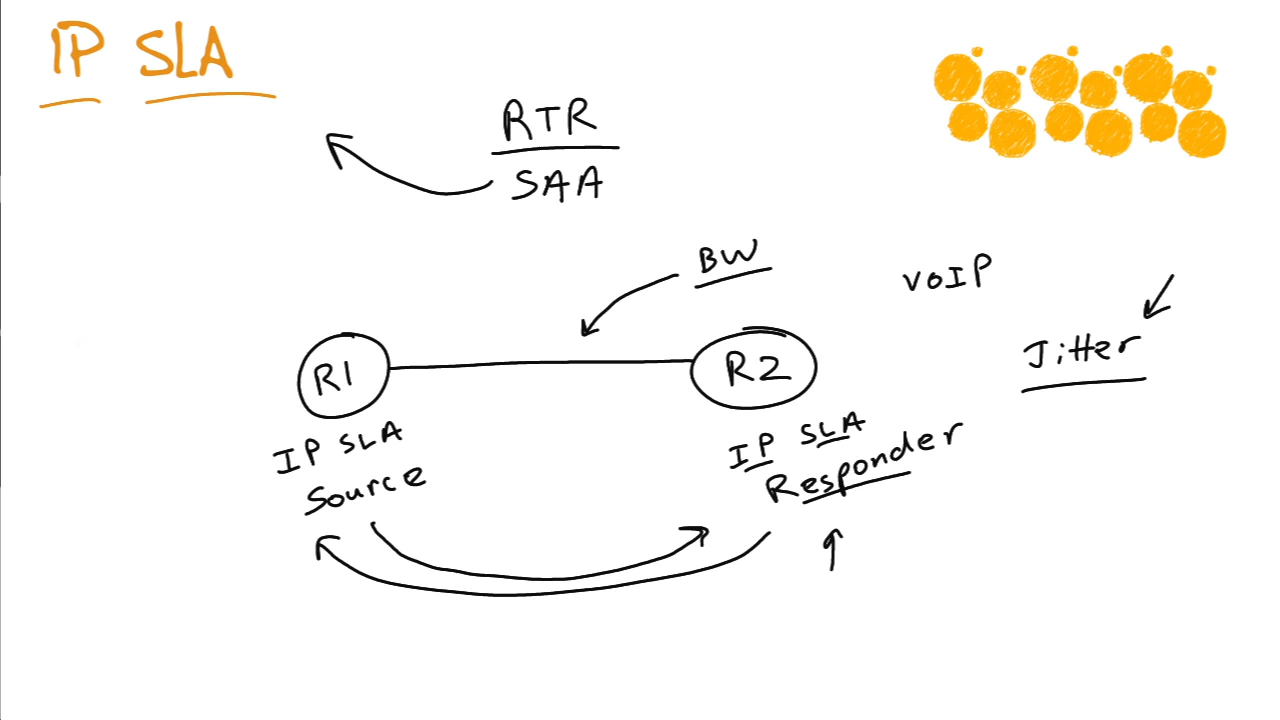 IP SLA
RTR
SAA
BW
VOIP
Jitter
R1
R2
IP SLA
Source
IP SLA
Responder